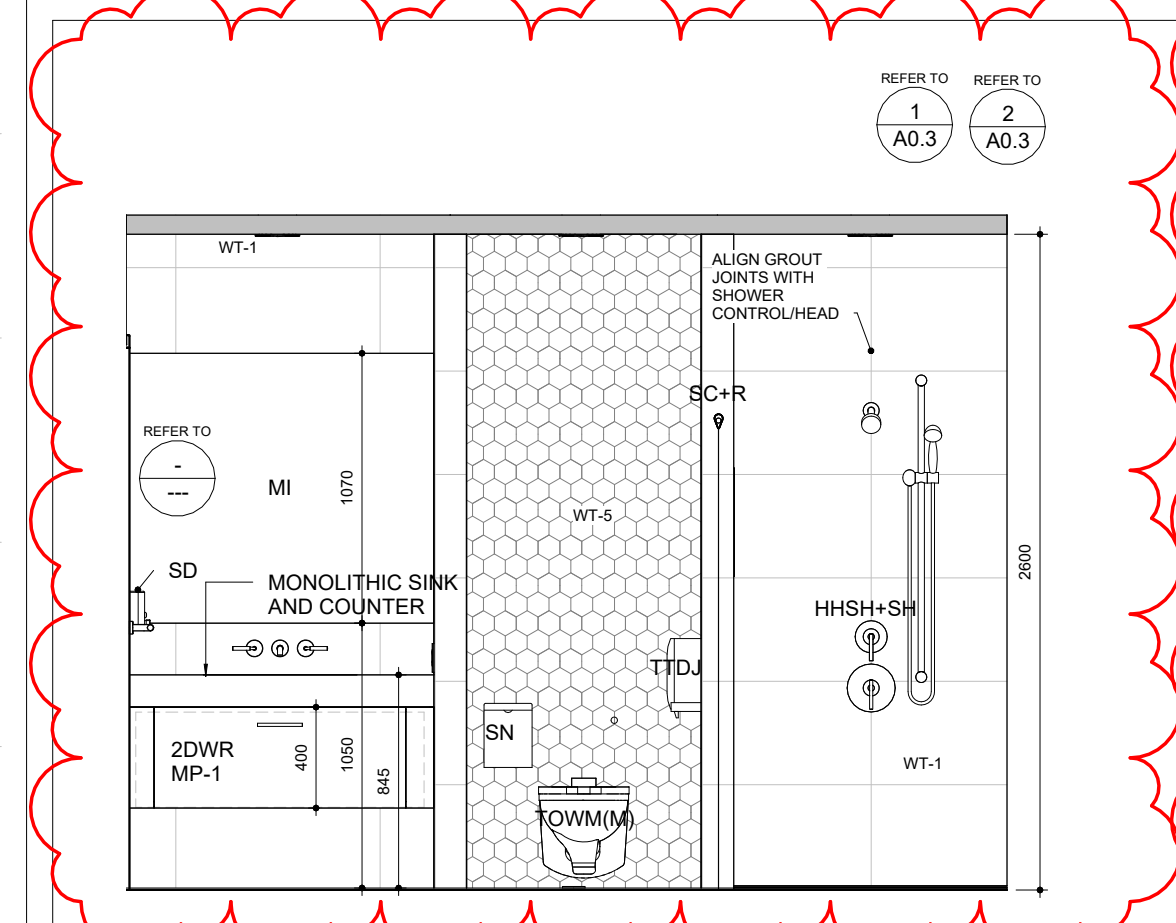 REFER TO
1
A0.3
REFER TO
2
A0.3
WT-1
ALIGN GROUT
JOINTS WITH
SHOWER
CONTROL/HEAD
SC+R
REFER TO
-
---
MI
1070
WT-5
2600
SD
MONOLITHIC SINK
AND COUNTER
HHSH+SH
TTDJ
SN
2DWR
MP-1
400
1050
845
WT-1
TOWM(M)